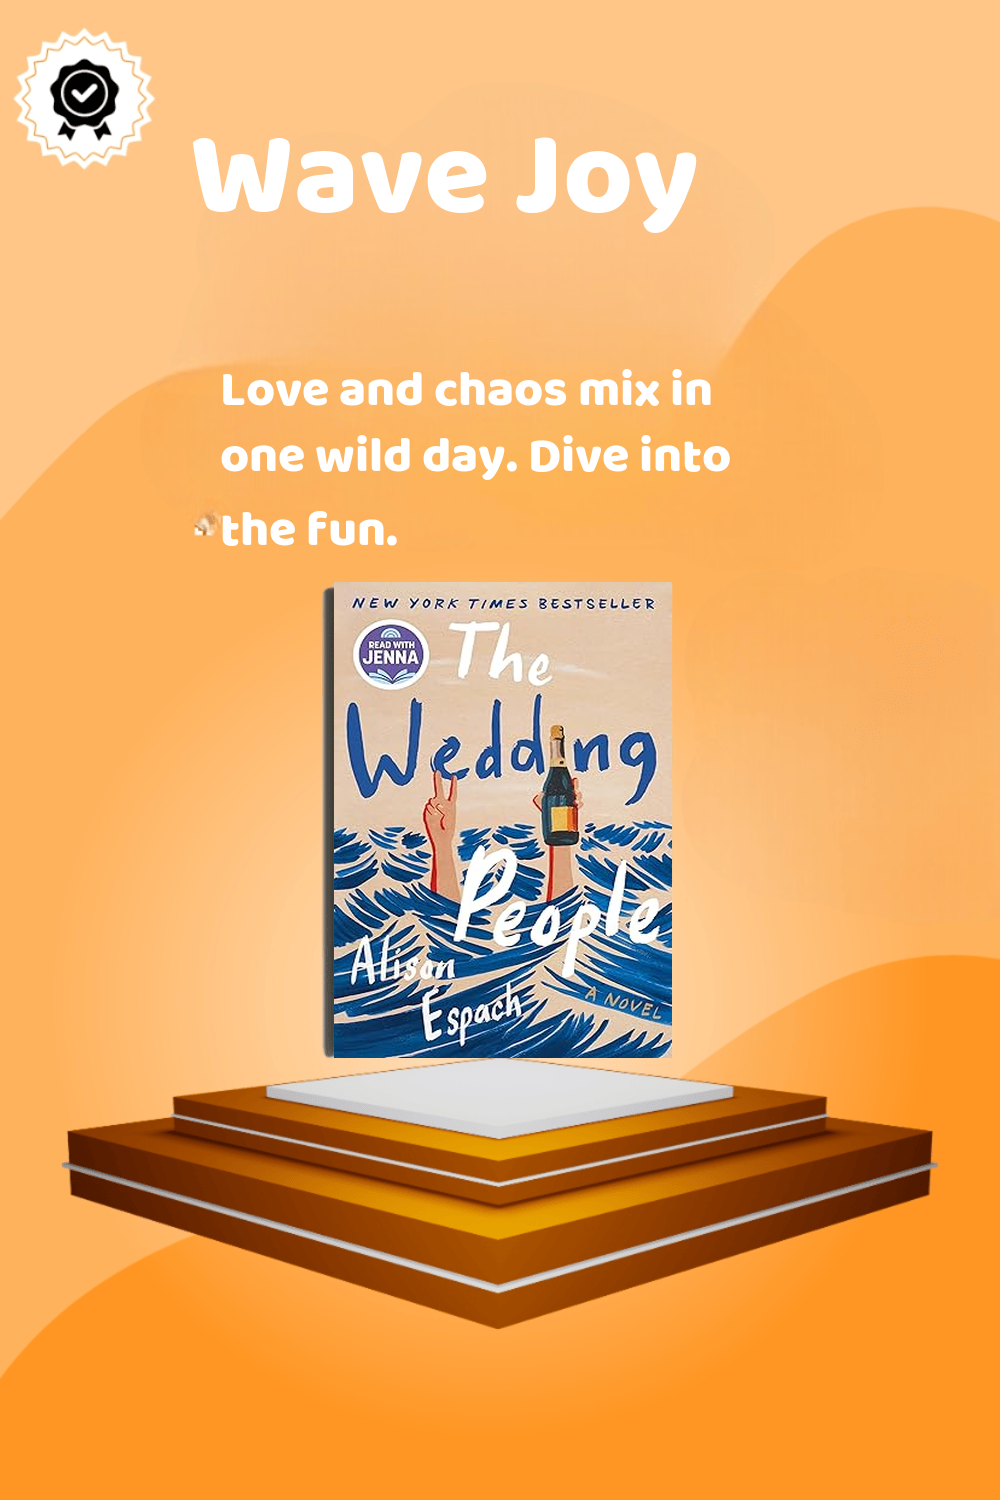 Wave Joy
Love and chaos mix in
one wild day. Dive into
the fun.
NEW YORK TIMES BESTSELLER
READ WITH
JENNA
The
Wedding
People
Alison
Espach
A NOVEL